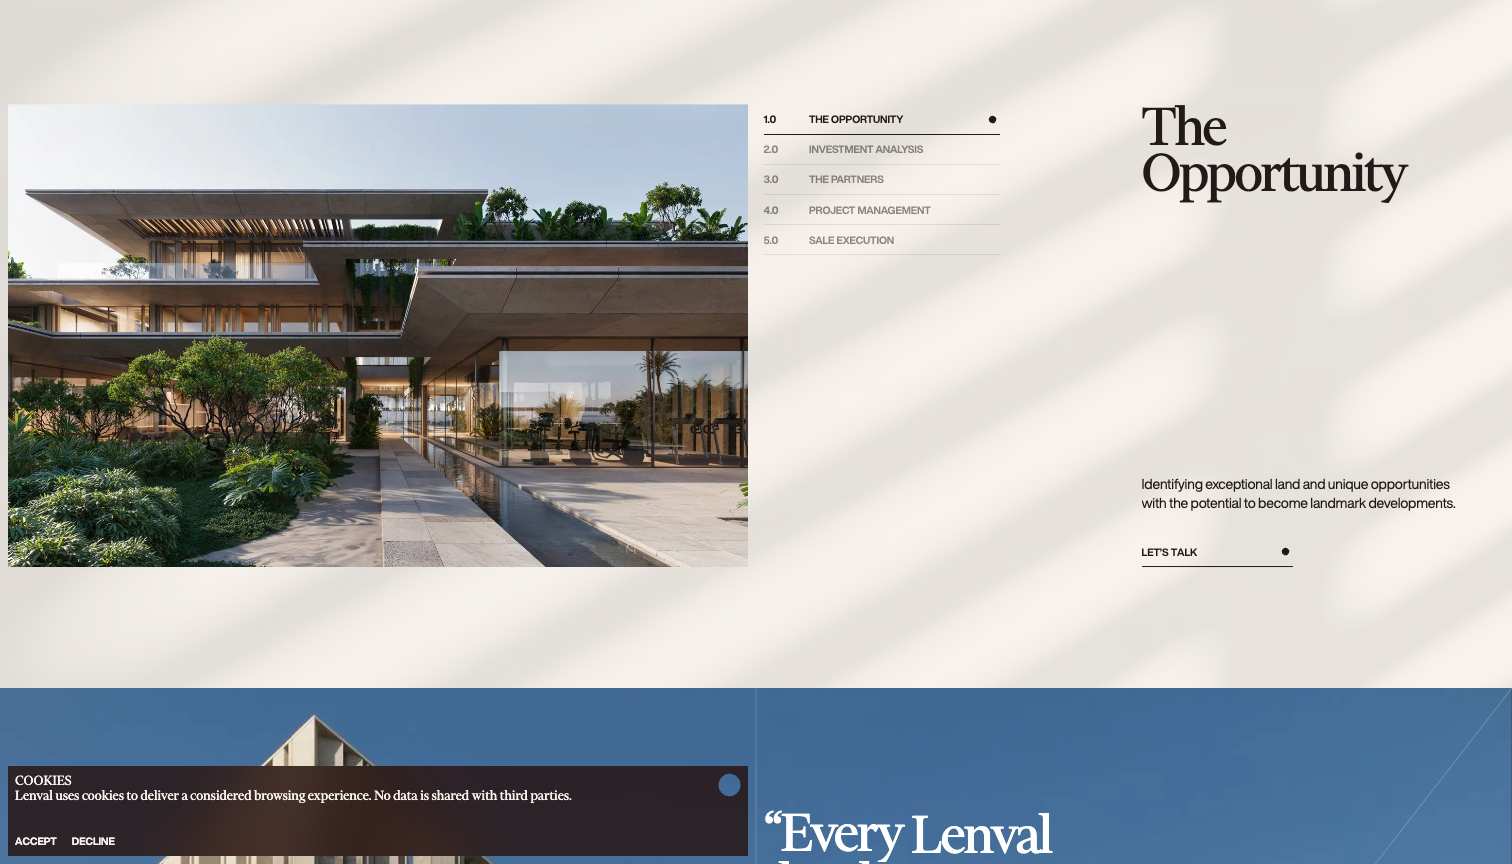 1.0 THE OPPORTUNITY
2.0 INVESTMENT ANALYSIS
3.0 THE PARTNERS
4.0 PROJECT MANAGEMENT
5.0 SALE EXECUTION
The
Opportunity
Identifying exceptional land and unique opportunities
with the potential to become landmark developments.
LET'S TALK
COOKIES
Lenval uses cookies to deliver a considered browsing experience. No data is shared with third parties.
ACCEPT DECLINE
“Every Lenval